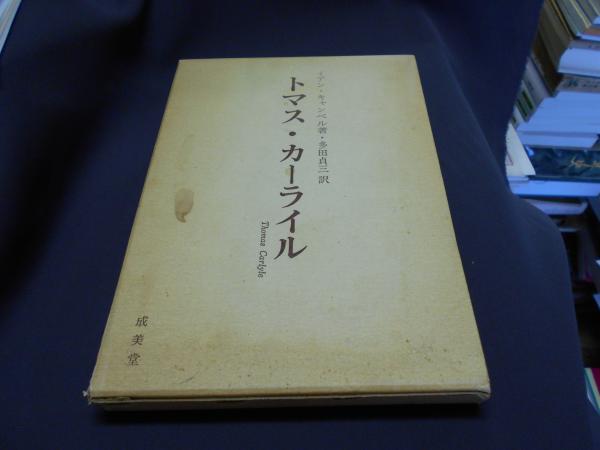 イアン・キャンベル著・多田貞三訳
トマス・カーライル
Thomas Carlyle
成美堂